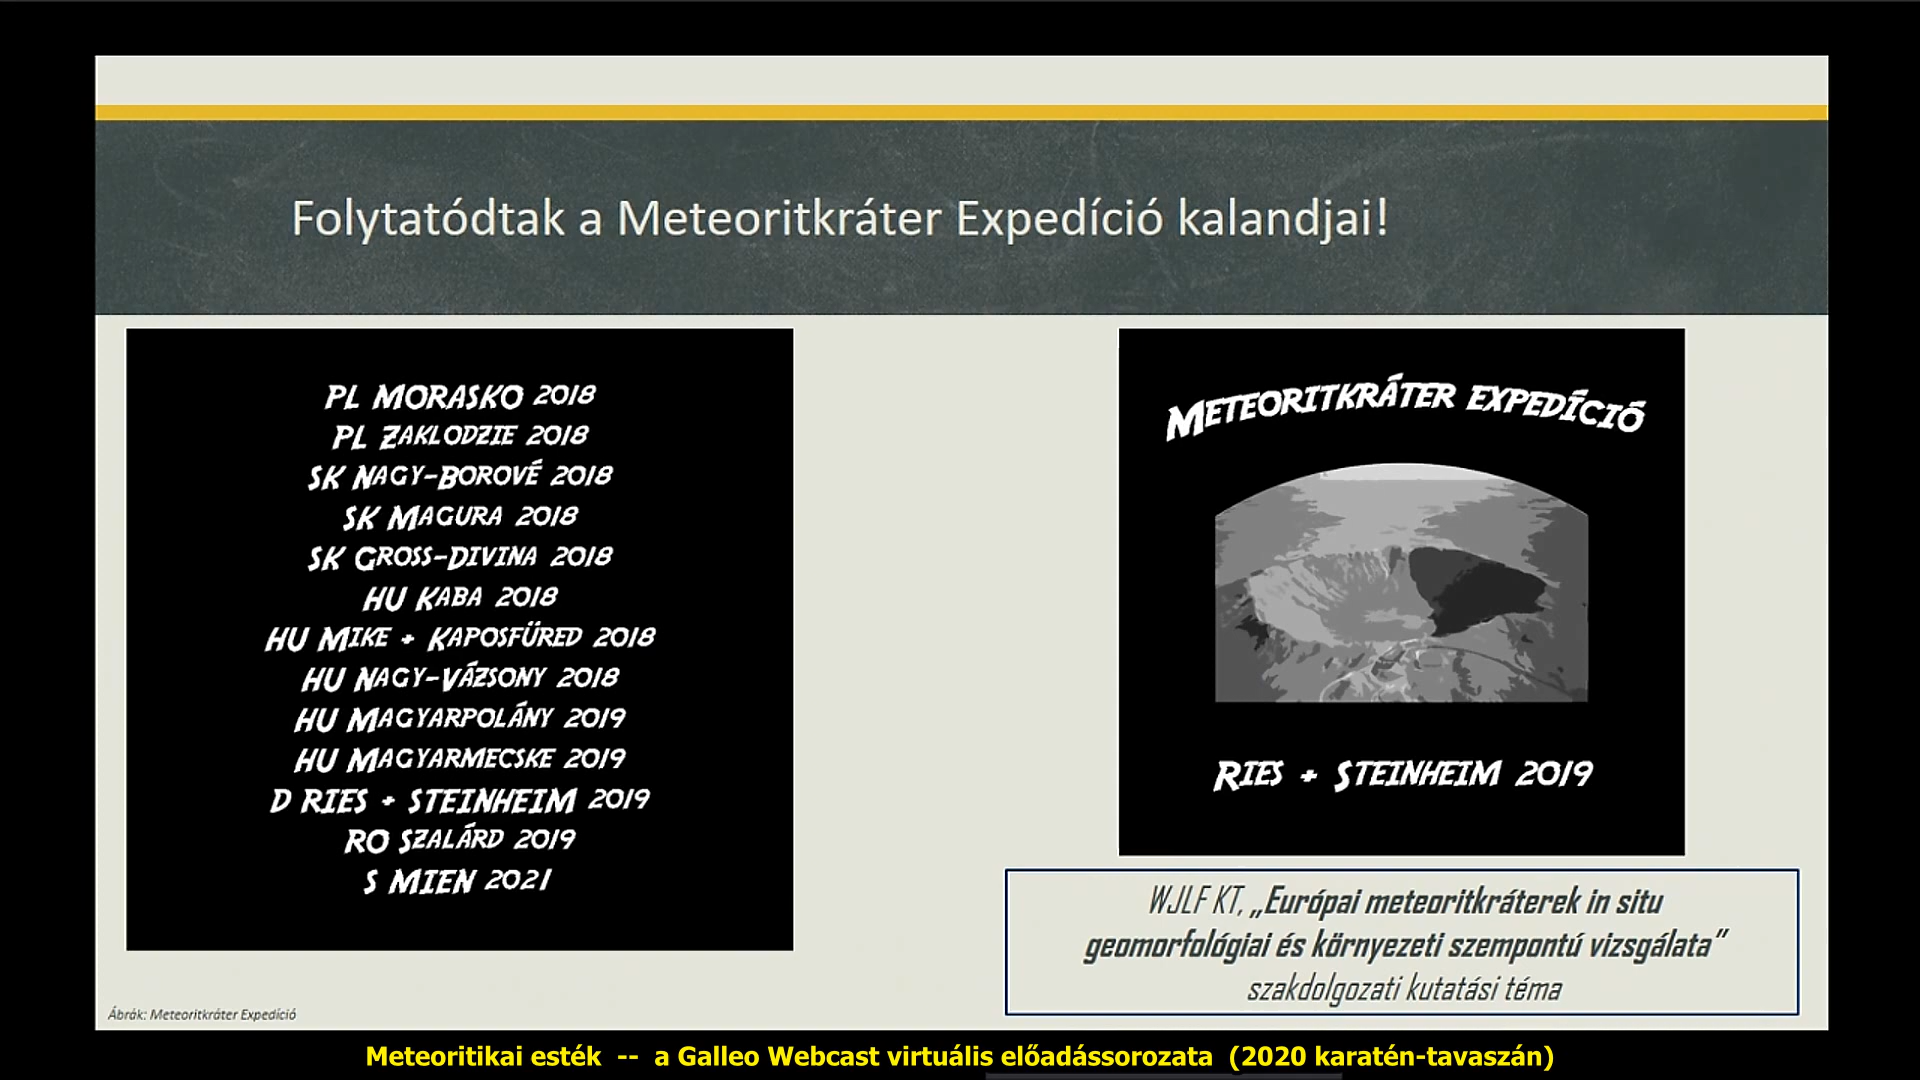 Folytatódtak a Meteoritkráter Expedíció kalandjai!
PL MORASKO 2018
PL ZAKLODZIE 2018
SK NAGY-BOROVÉ 2018
SK MAGURA 2018
SK GROSS-DIVINA 2018
HU KABA 2018
HU MIKE + KAPOSFÜRED 2018
HU NAGY-VÁZSONY 2018
HU MAGYARPOLÁNY 2019
HU MAGYARMECSKE 2019
D RIES + STEINHEIM 2019
RO SZALÁRD 2019
S MIEN 2021
METEORITKRÁTER EXPEDÍCIÓ
RIES + STEINHEIM 2019
WJLF KT, „Európai meteoritkráterek in situ
geomorfológiai és környezeti szempontú vizsgálata”
szakdolgozati kutatási téma
Ábrák: Meteoritkráter Expedíció
Meteoritikai esték -- a Galleo Webcast virtuális előadássorozata (2020 karatén-tavaszán)